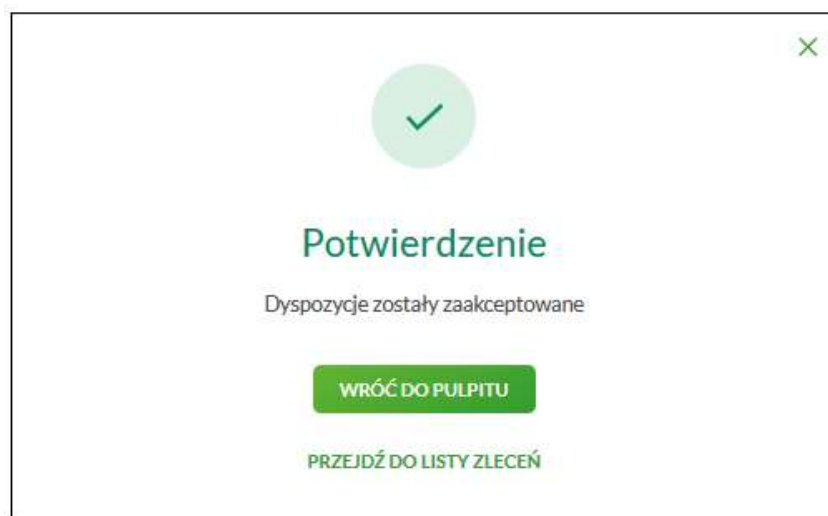 Potwierdzenie
Dyspozycje zostały zaakceptowane
WRÓĆ DO PULPITU
PRZEJDŹ DO LISTY ZLECEŃ